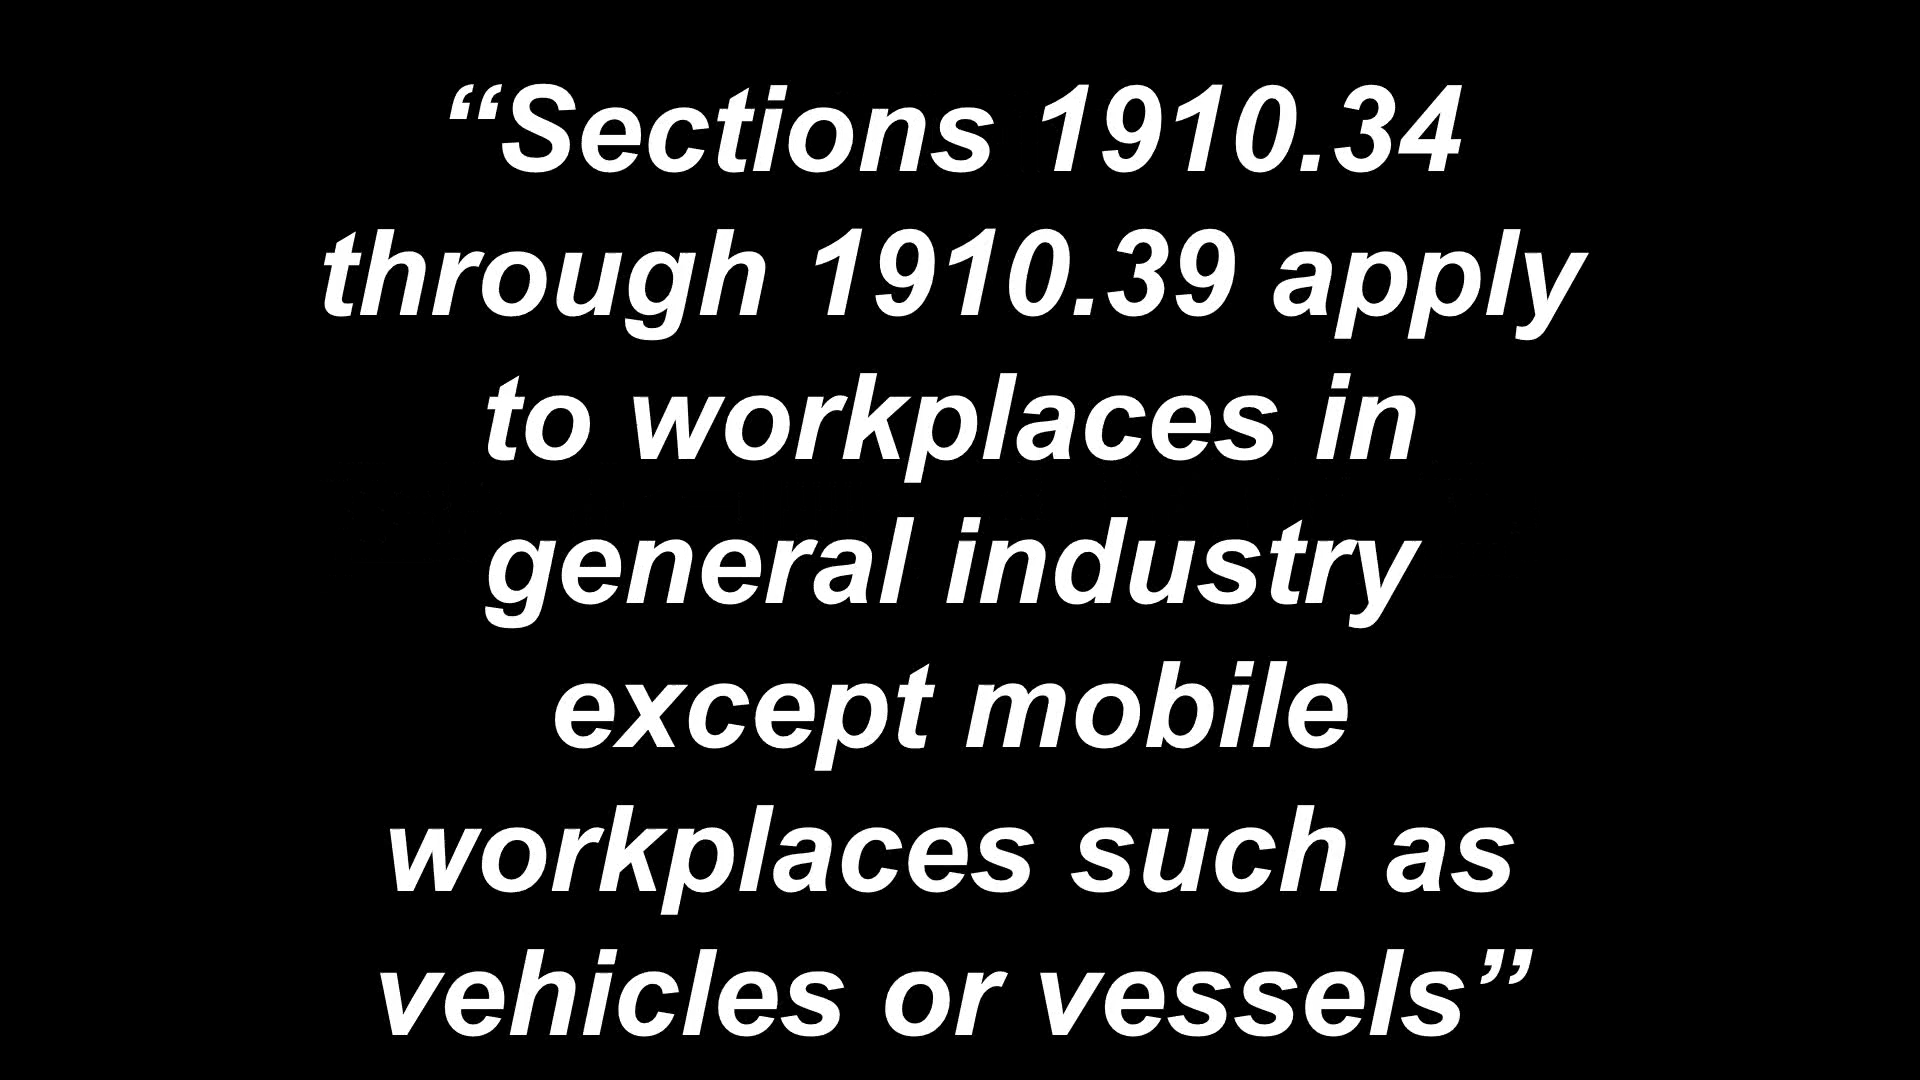 “Sections 1910.34
through 1910.39 apply
to workplaces in
general industry
except mobile
workplaces such as
vehicles or vessels”